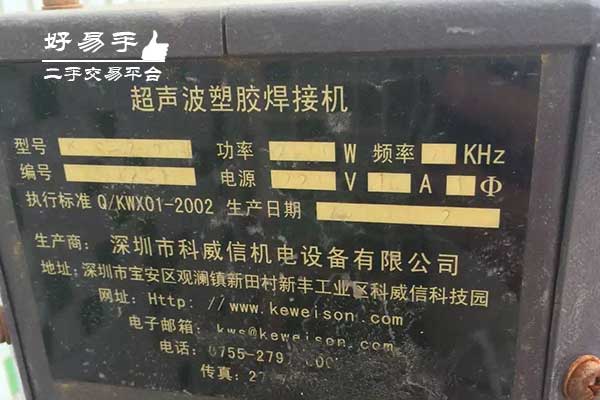 好易手
二手交易平台
超声波塑胶焊接机
型号 功率 W 频率 KHz
编号 电源 V A Φ
执行标准 Q/KWX01-2002 生产日期
生产商: 深圳市科威信机电设备有限公司
地址: 深圳市宝安区观澜镇新田村新丰工业区科威信科技园
网址: Http: //www.keweison.com
电子邮箱: kws@keweison.com
电话: 0755-279
传真: 27